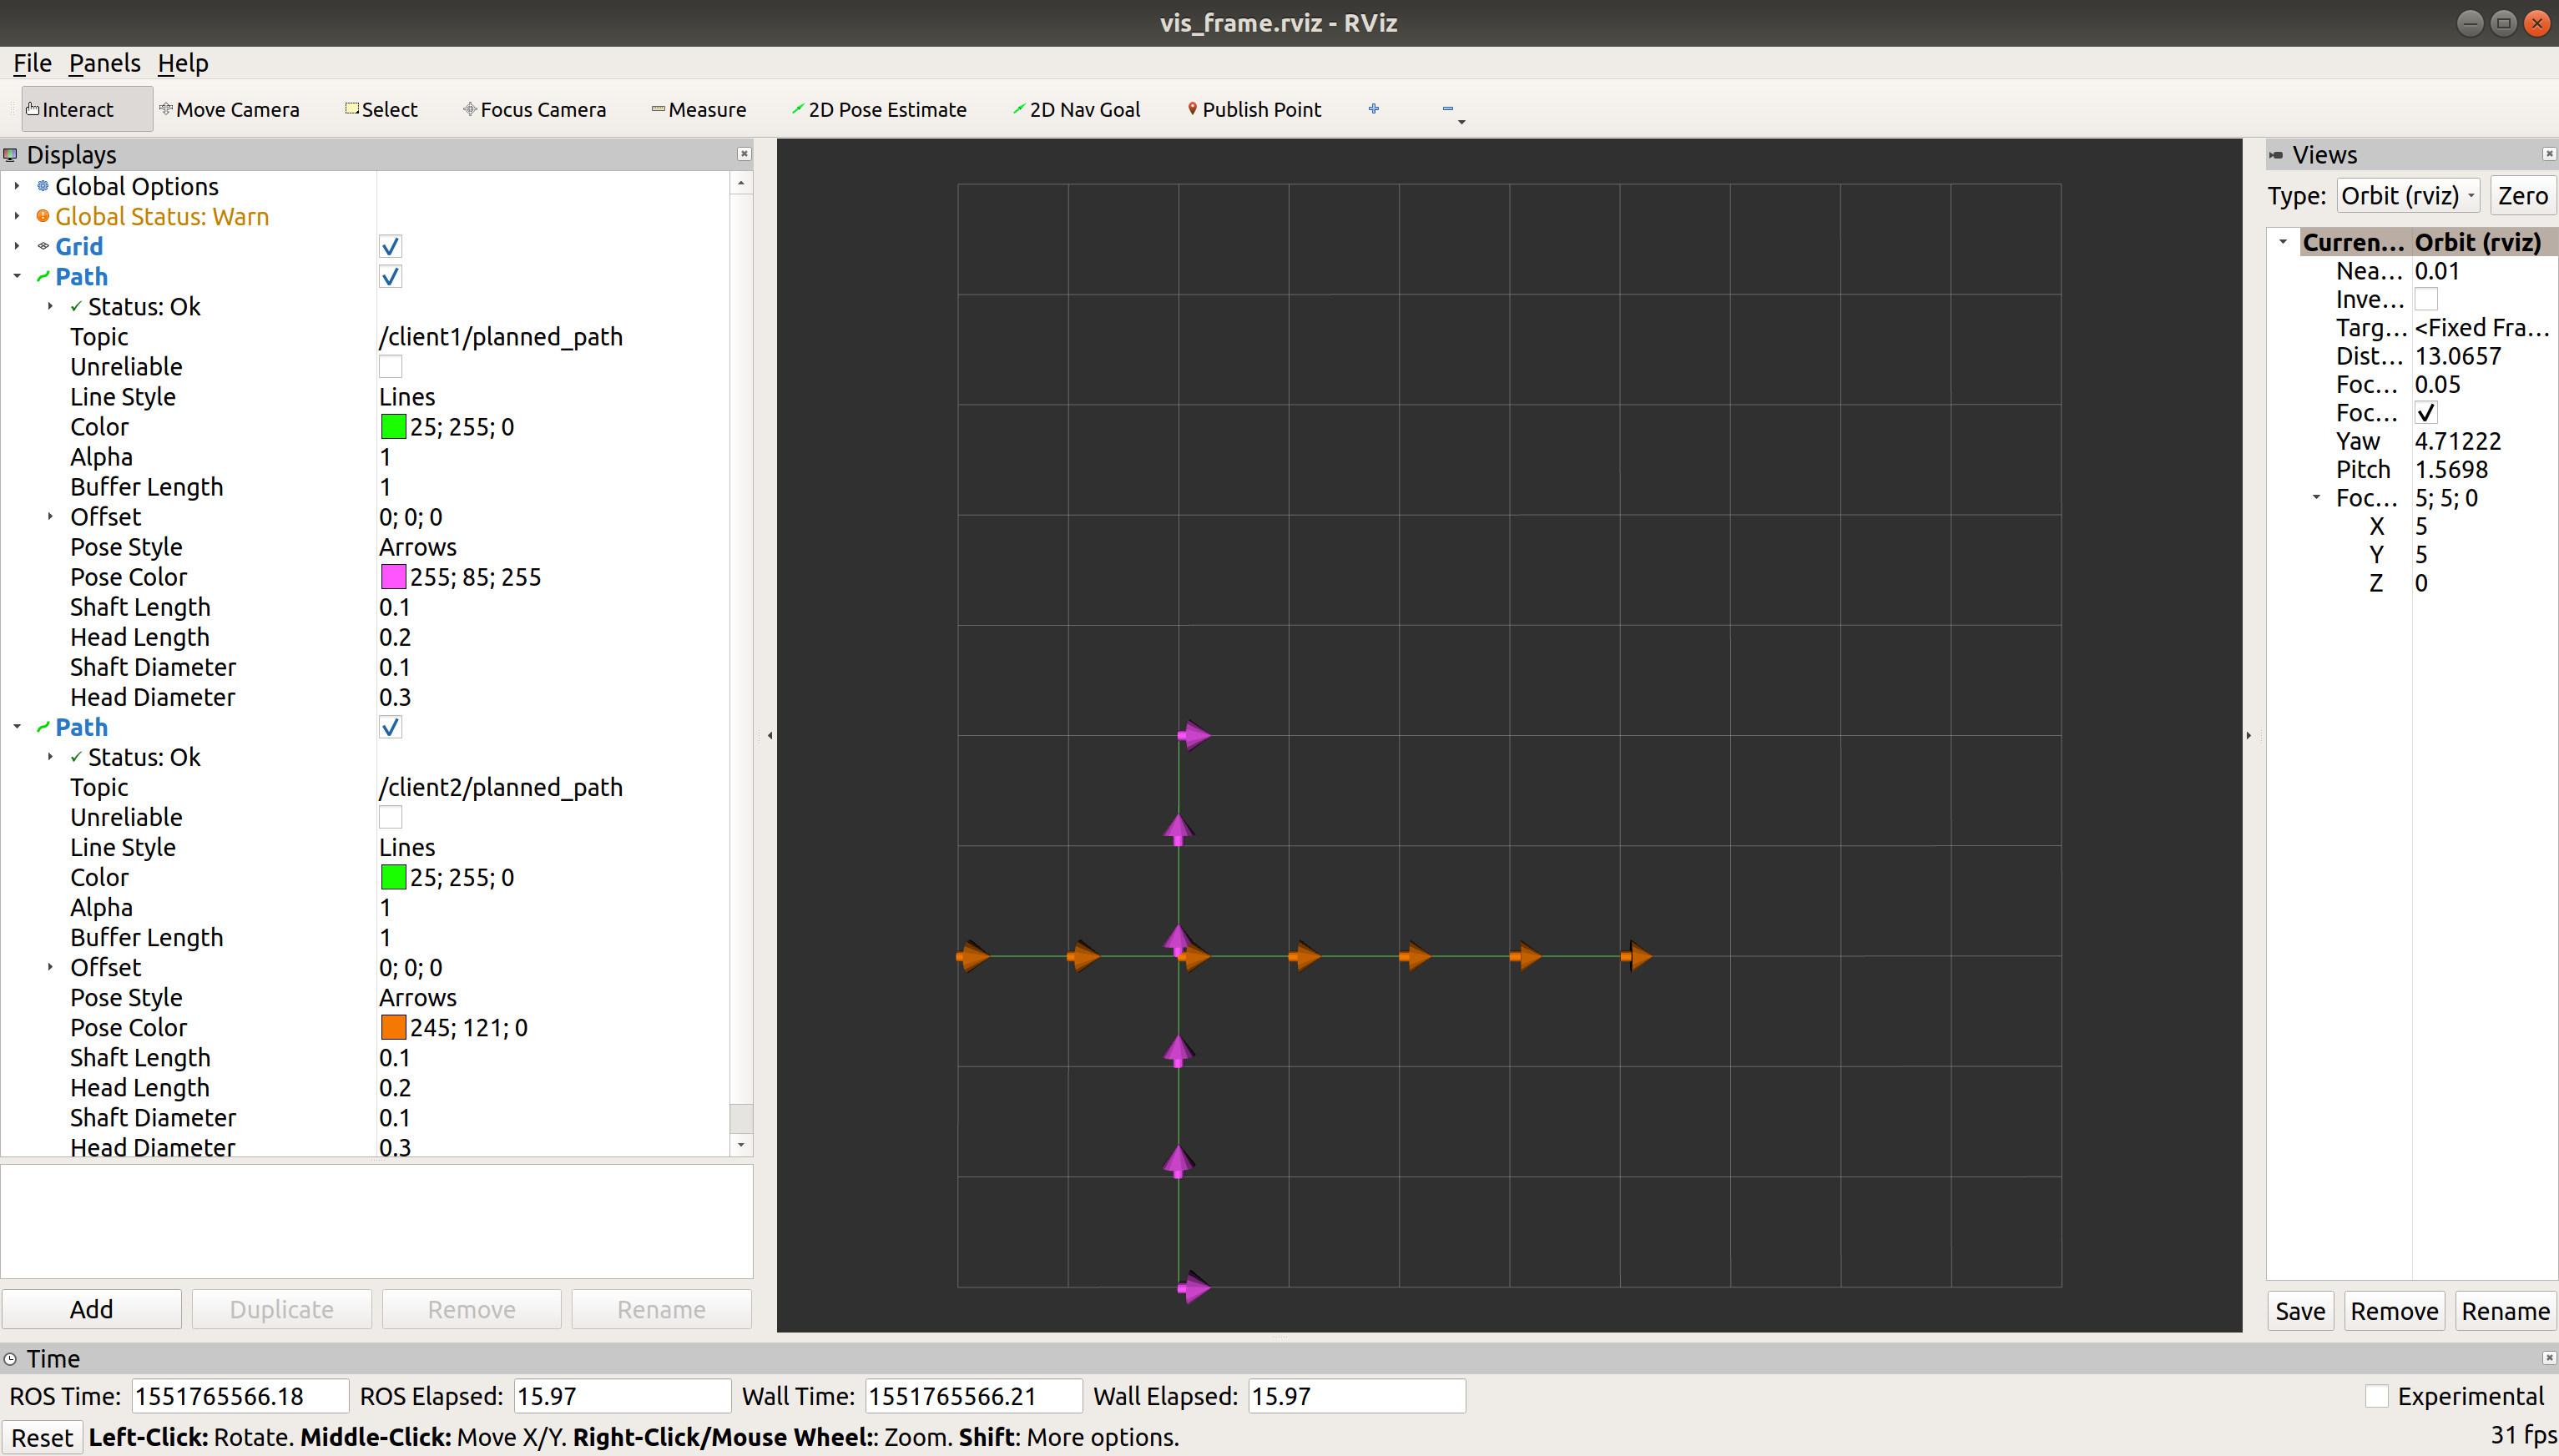 vis_frame.rviz - RViz
File Panels Help
Interact Move Camera Select Focus Camera Measure 2D Pose Estimate 2D Nav Goal Publish Point
Displays
Global Options
Global Status: Warn
Grid
Path
Status: Ok
Topic /client1/planned_path
Unreliable
Line Style Lines
Color 25; 255; 0
Alpha 1
Buffer Length 1
Offset 0; 0; 0
Pose Style Arrows
Pose Color 255; 85; 255
Shaft Length 0.1
Head Length 0.2
Shaft Diameter 0.1
Head Diameter 0.3
Path
Status: Ok
Topic /client2/planned_path
Unreliable
Line Style Lines
Color 25; 255; 0
Alpha 1
Buffer Length 1
Offset 0; 0; 0
Pose Style Arrows
Pose Color 245; 121; 0
Shaft Length 0.1
Head Length 0.2
Shaft Diameter 0.1
Head Diameter 0.3
Add Duplicate Remove Rename
Views
Type: Orbit (rviz) Zero
Curren... Orbit (rviz)
Nea... 0.01
Inve...
Targ... <Fixed Fra...
Dist... 13.0657
Foc... 0.05
Foc...
Yaw 4.71222
Pitch 1.5698
Foc... 5; 5; 0
X 5
Y 5
Z 0
Save Remove Rename
Time
ROS Time: 1551765566.18 ROS Elapsed: 15.97 Wall Time: 1551765566.21 Wall Elapsed: 15.97 Experimental
Reset Left-Click: Rotate. Middle-Click: Move X/Y. Right-Click/Mouse Wheel:: Zoom. Shift: More options. 31 fps